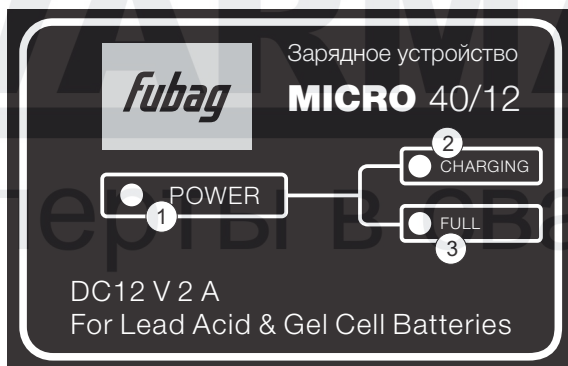 Зарядное устройство
fubag
MICRO 40/12
2
CHARGING
POWER
1
FULL
3
DC12 V 2 A
For Lead Acid & Gel Cell Batteries